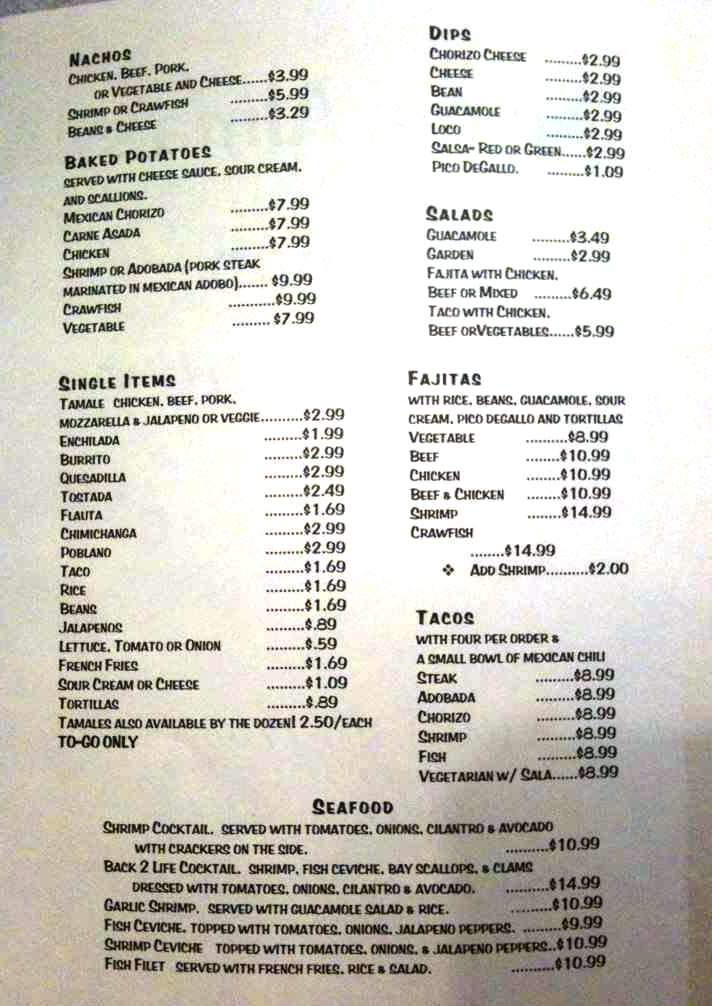 NACHOS
CHICKEN, BEEF, PORK,
OR VEGETABLE AND CHEESE......$3.99
SHRIMP OR CRAWFISH .........$5.99
BEANS & CHEESE .........$3.29
BAKED POTATOES
SERVED WITH CHEESE SAUCE, SOUR CREAM,
AND SCALLIONS.
MEXICAN CHORIZO .........$7.99
CARNE ASADA .........$7.99
CHICKEN .........$7.99
SHRIMP OR ADOBADA (PORK STEAK
MARINATED IN MEXICAN ADOBO)....... $9.99
CRAWFISH ...........$9.99
VEGETABLE ......... $7.99
SINGLE ITEMS
TAMALE CHICKEN, BEEF, PORK,
MOZZARELLA & JALAPENO OR VEGGIE..........$2.99
ENCHILADA .........$1.99
BURRITO .........$2.99
QUESADILLA .........$2.99
TOSTADA .........$2.49
FLAUTA .........$1.69
CHIMICHANGA .........$2.99
POBLANO .........$2.99
TACO .........$1.69
RICE .........$1.69
BEANS .........$1.69
JALAPENOS .........$.89
LETTUCE, TOMATO OR ONION .........$.59
FRENCH FRIES .........$1.69
SOUR CREAM OR CHEESE .........$1.09
TORTILLAS .........$.89
TAMALES ALSO AVAILABLE BY THE DOZEN! 2.50/EACH
TO-GO ONLY
DIPS
CHORIZO CHEESE .........$2.99
CHEESE .........$2.99
BEAN .........$2.99
GUACAMOLE .........$2.99
LOCO .........$2.99
SALSA- RED OR GREEN......$2.99
PICO DEGALLO. .........$1.09
SALADS
GUACAMOLE .........$3.49
GARDEN .........$2.99
FAJITA WITH CHICKEN,
BEEF OR MIXED .........$6.49
TACO WITH CHICKEN,
BEEF ORVEGETABLES......$5.99
FAJITAS
WITH RICE, BEANS, GUACAMOLE, SOUR
CREAM, PICO DEGALLO AND TORTILLAS
VEGETABLE ..........$8.99
BEEF ........$10.99
CHICKEN ........$10.99
BEEF & CHICKEN ........$10.99
SHRIMP ........$14.99
CRAWFISH
........$14.99
❖ ADD SHRIMP..........$2.00
TACOS
WITH FOUR PER ORDER &
A SMALL BOWL OF MEXICAN CHILI
STEAK .........$8.99
ADOBADA .........$8.99
CHORIZO .........$8.99
SHRIMP .........$8.99
FISH .........$8.99
VEGETARIAN W/ SALA......$8.99
SEAFOOD
SHRIMP COCKTAIL. SERVED WITH TOMATOES, ONIONS, CILANTRO & AVOCADO
WITH CRACKERS ON THE SIDE. ..........$10.99
BACK 2 LIFE COCKTAIL. SHRIMP, FISH CEVICHE, BAY SCALLOPS, & CLAMS
DRESSED WITH TOMATOES, ONIONS, CILANTRO & AVOCADO. ..........$14.99
GARLIC SHRIMP. SERVED WITH GUACAMOLE SALAD & RICE. ..........$10.99
FISH CEVICHE, TOPPED WITH TOMATOES, ONIONS, JALAPENO PEPPERS. .........$9.99
SHRIMP CEVICHE TOPPED WITH TOMATOES, ONIONS, & JALAPENO PEPPERS..$10.99
FISH FILET SERVED WITH FRENCH FRIES, RICE & SALAD. ..........$10.99